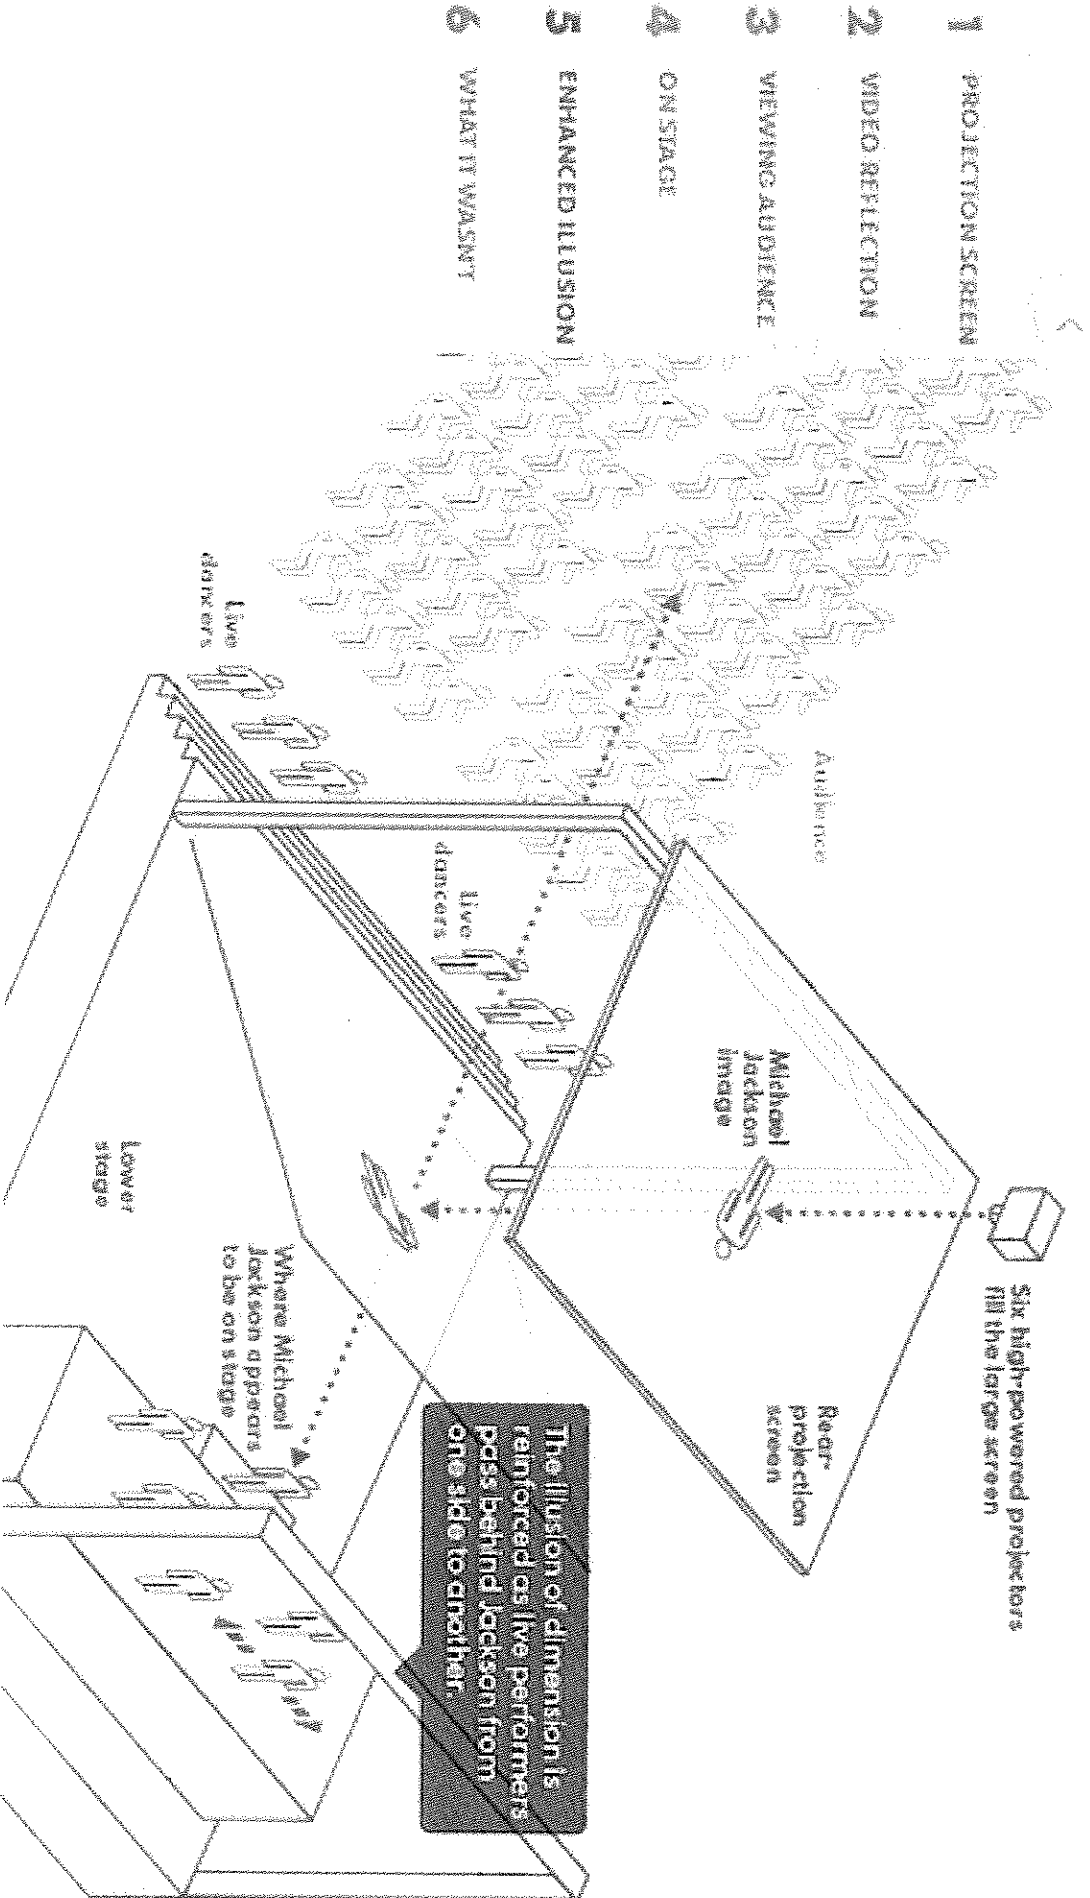 1 PROJECTION SCREEN
2 VIDEO REFLECTION
3 VIEWING AUDIENCE
4 ON STAGE
5 ENHANCED ILLUSION
6 WHAT IT WASN'T
Six high-powered projectors
fill the large screen
Rear-
projection
screen
Michael
Jackson
image
Audience
Live
dancers
Live
dancers
The illusion of dimension is
reinforced as live performers
pass behind Jackson from
one side to another.
Where Michael
Jackson appears
to be on stage
Lower
stage